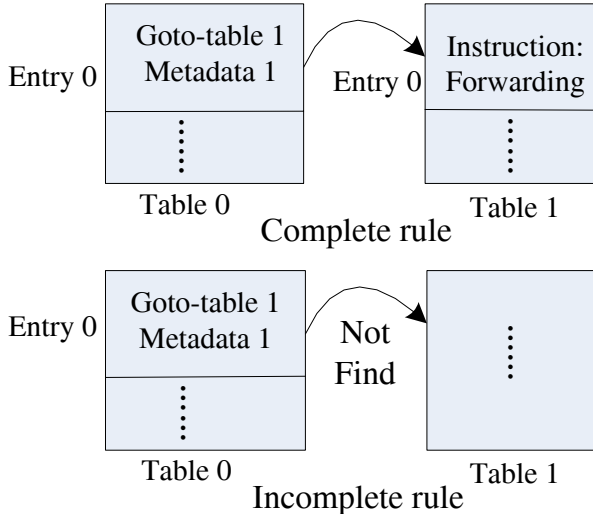 Goto-table 1
Metadata 1
Entry 0
Entry 0
Instruction:
Forwarding
Table 0
Table 1
Complete rule
Goto-table 1
Metadata 1
Entry 0
Not
Find
Table 0
Table 1
Incomplete rule